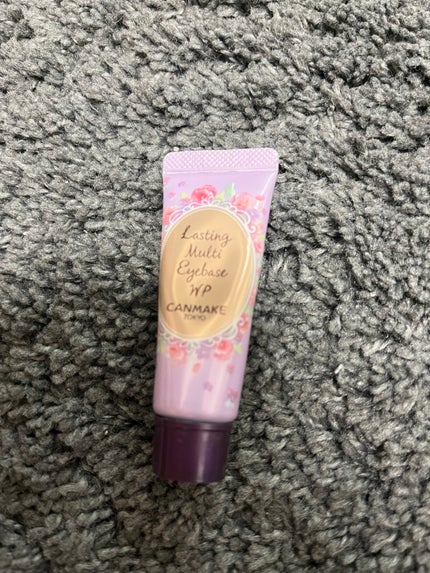 Lasting
Multi
Eyebase
WP
CANMAKE
TOKYO